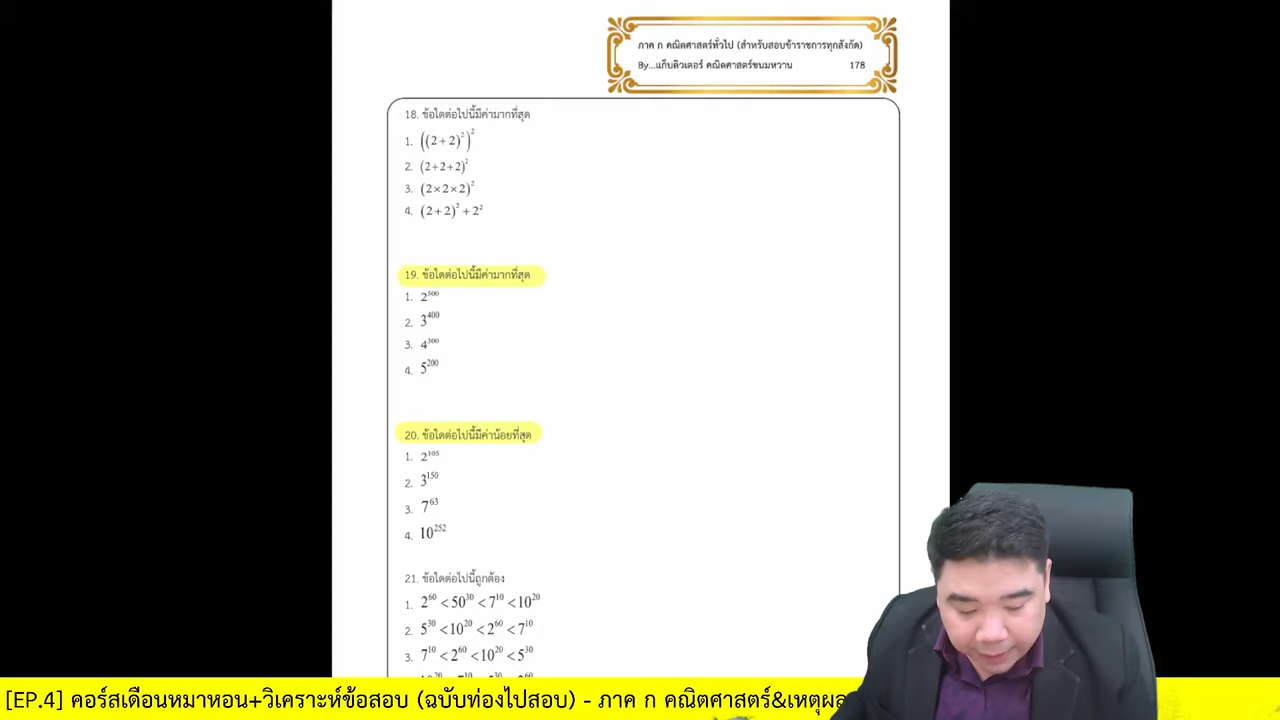 ภาค ก คณิตศาสตร์ทั่วไป (สำหรับสอบข้าราชการทุกสังกัด)
By...แก็บติวเตอร์ คณิตศาสตร์ขนมหวาน 178
18. ข้อใดต่อไปนี้มีค่ามากที่สุด
1. ((2+2)²)²
2. (2+2+2)²
3. (2×2×2)²
4. (2+2)²+2²
19. ข้อใดต่อไปนี้มีค่ามากที่สุด
1. 2⁵⁰⁰
2. 3⁴⁰⁰
3. 4³⁰⁰
4. 5²⁰⁰
20. ข้อใดต่อไปนี้มีค่าน้อยที่สุด
1. 2¹⁰⁵
2. 3¹⁵⁰
3. 7⁶³
4. 10²⁵²
21. ข้อใดต่อไปนี้ถูกต้อง
1. 2⁶⁰ < 50³⁰ < 7¹⁰ < 10²⁰
2. 5³⁰ < 10²⁰ < 2⁶⁰ < 7¹⁰
3. 7¹⁰ < 2⁶⁰ < 10²⁰ < 5³⁰
[EP.4] คอร์สเดือนหมาหอน+วิเคราะห์ข้อสอบ (ฉบับท่องไปสอบ) - ภาค ก คณิตศาสตร์&เหตุผล